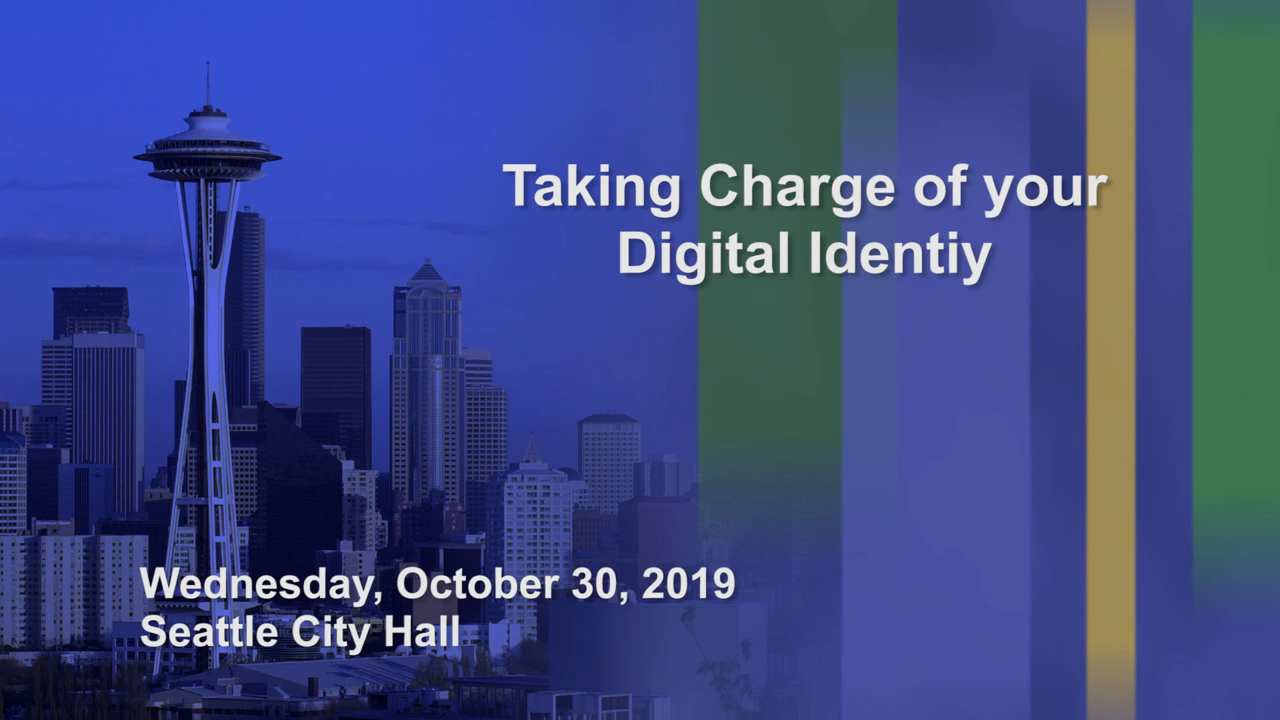 Taking Charge of your
Digital Identiy
Wednesday, October 30, 2019
Seattle City Hall